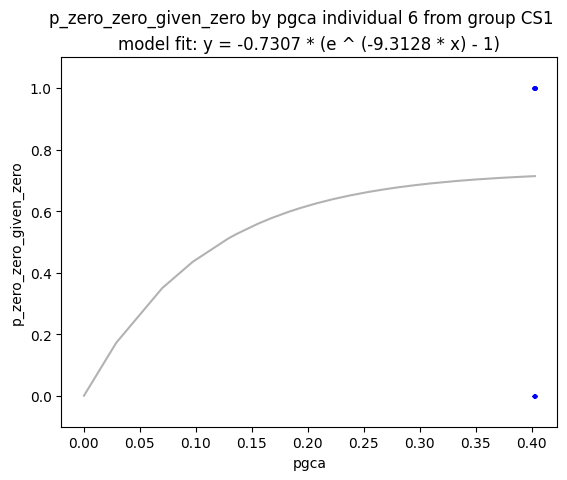 p_zero_zero_given_zero by pgca individual 6 from group CS1
model fit: y = -0.7307 * (e ^ (-9.3128 * x) - 1)
1.0
0.8
0.6
0.4
0.2
0.0
p_zero_zero_given_zero
0.00 0.05 0.10 0.15 0.20 0.25 0.30 0.35 0.40
pgca